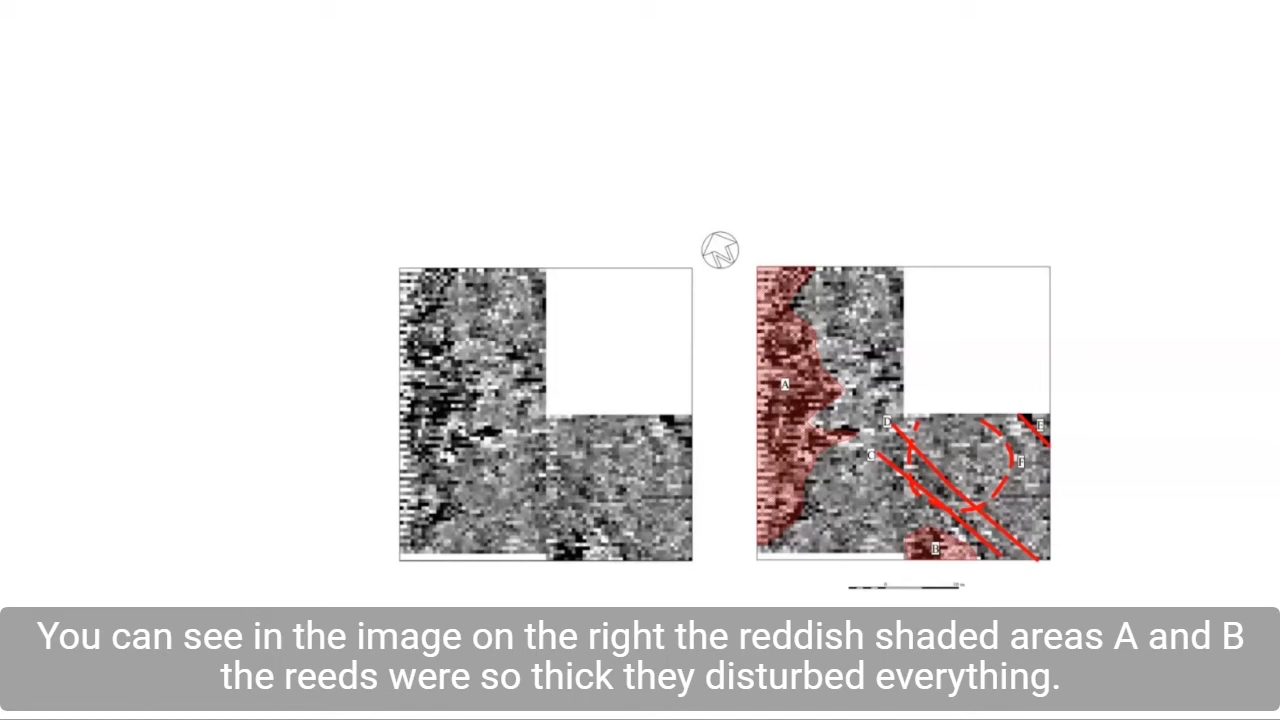 N
A
D
E
C
F
B
You can see in the image on the right the reddish shaded areas A and B
the reeds were so thick they disturbed everything.